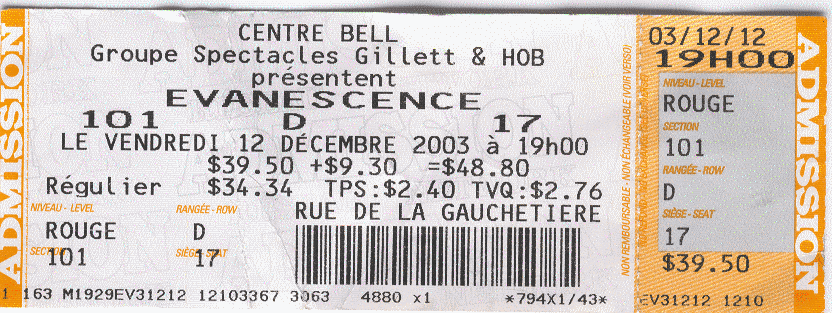 ADMISSION
CENTRE BELL
Groupe Spectacles Gillett & HOB
présentent
EVANESCENCE
101 D 17
LE VENDREDI 12 DÉCEMBRE 2003 à 19h00
$39.50 +$9.30 =$48.80
Régulier $34.34 TPS:$2.40 TVQ:$2.76
NIVEAU - LEVEL RANGÉE - ROW RUE DE LA GAUCHETIERE
ROUGE D
SECTION SIÈGE - SEAT
101 17
1 163 M1929EV31212 12103367 3063 4880 x1 *794X1/43*
NON REMBOURSABLE - NON ÉCHANGEABLE (VOIR VERSO)
03/12/12
19H00
NIVEAU - LEVEL
ROUGE
SECTION
101
RANGÉE - ROW
D
SIÈGE - SEAT
17
$39.50
EV31212 1210
ADMISSION